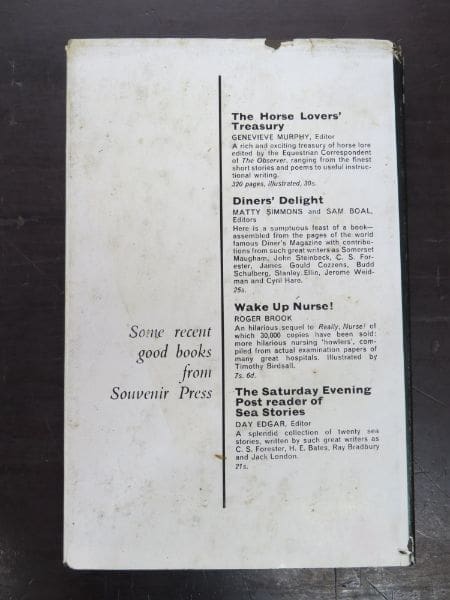 Some recent
good books
from
Souvenir Press
The Horse Lovers'
Treasury
GENEVIEVE MURPHY, Editor
A rich and exciting treasury of horse lore
edited by the Equestrian Correspondent
of The Observer, ranging from the finest
short stories and poems to useful instruc-
tional writing.
320 pages, illustrated, 30s.
Diners' Delight
MATTY SIMMONS and SAM BOAL,
Editors
Here is a sumptuous feast of a book—
assembled from the pages of the world
famous Diner's Magazine with contribu-
tions from such great writers as Somerset
Maugham, John Steinbeck, C. S. For-
ester, James Gould Cozzens, Budd
Schulberg, Stanley Ellin, Jerome Weid-
man and Cyril Hare.
25s.
Wake Up Nurse!
ROGER BROOK
An hilarious sequel to Really, Nurse! of
which 30,000 copies have been sold:
more hilarious nursing 'howlers', com-
piled from actual examination papers of
many great hospitals. Illustrated by
Timothy Birdsall.
7s. 6d.
The Saturday Evening
Post reader of
Sea Stories
DAY EDGAR, Editor
A splendid collection of twenty sea
stories, written by such great writers as
C. S. Forester, H. E. Bates, Ray Bradbury
and Jack London.
21s.